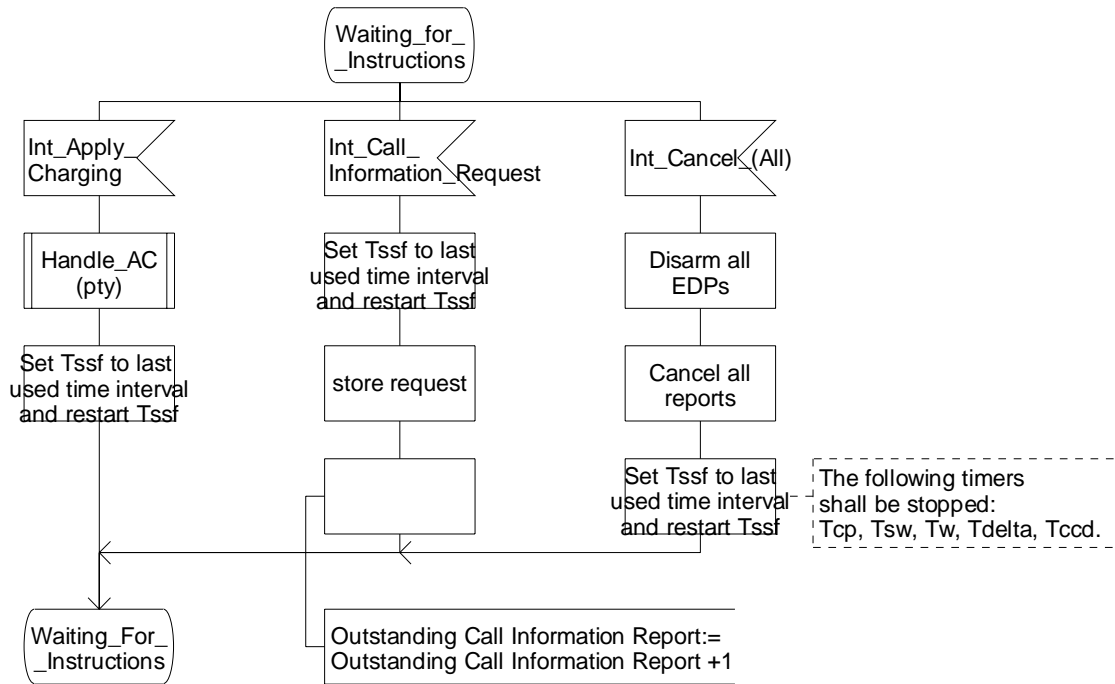 Waiting_for_
_Instructions
Int_Apply_
Charging
Int_Call_
Information_Request
Int_Cancel_(All)
Handle_AC
(pty)
Set Tssf to last
used time interval
and restart Tssf
Disarm all
EDPs
Set Tssf to last
used time interval
and restart Tssf
store request
Cancel all
reports
Set Tssf to last
used time interval
and restart Tssf
The following timers
shall be stopped:
Tcp, Tsw, Tw, Tdelta, Tccd.
Waiting_For_
_Instructions
Outstanding Call Information Report:=
Outstanding Call Information Report +1